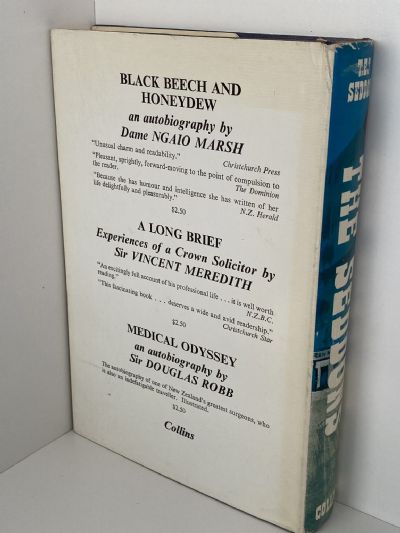 BLACK BEECH AND
HONEYDEW
an autobiography by
Dame NGAIO MARSH
"Unusual charm and readability."
Christchurch Press
"Pleasant, sprightly, forward-moving to the point of compulsion to
the reader.
The Dominion
"Because she has humour and intelligence she has written of her
life delightfully and pleasurably."
N.Z. Herald
$2.50
A LONG BRIEF
Experiences of a Crown Solicitor by
Sir VINCENT MEREDITH
"An excitingly full account of his professional life . . . it is well worth
reading."
N.Z.B.C.
"This fascinating book . . . deserves a wide and avid readership."
Christchurch Star
$2.50
MEDICAL ODYSSEY
an autobiography by
Sir DOUGLAS ROBB
The autobiography of one of New Zealand's greatest surgeons, who
is also an indefatigable traveller. Illustrated.
$2.50
Collins
THE